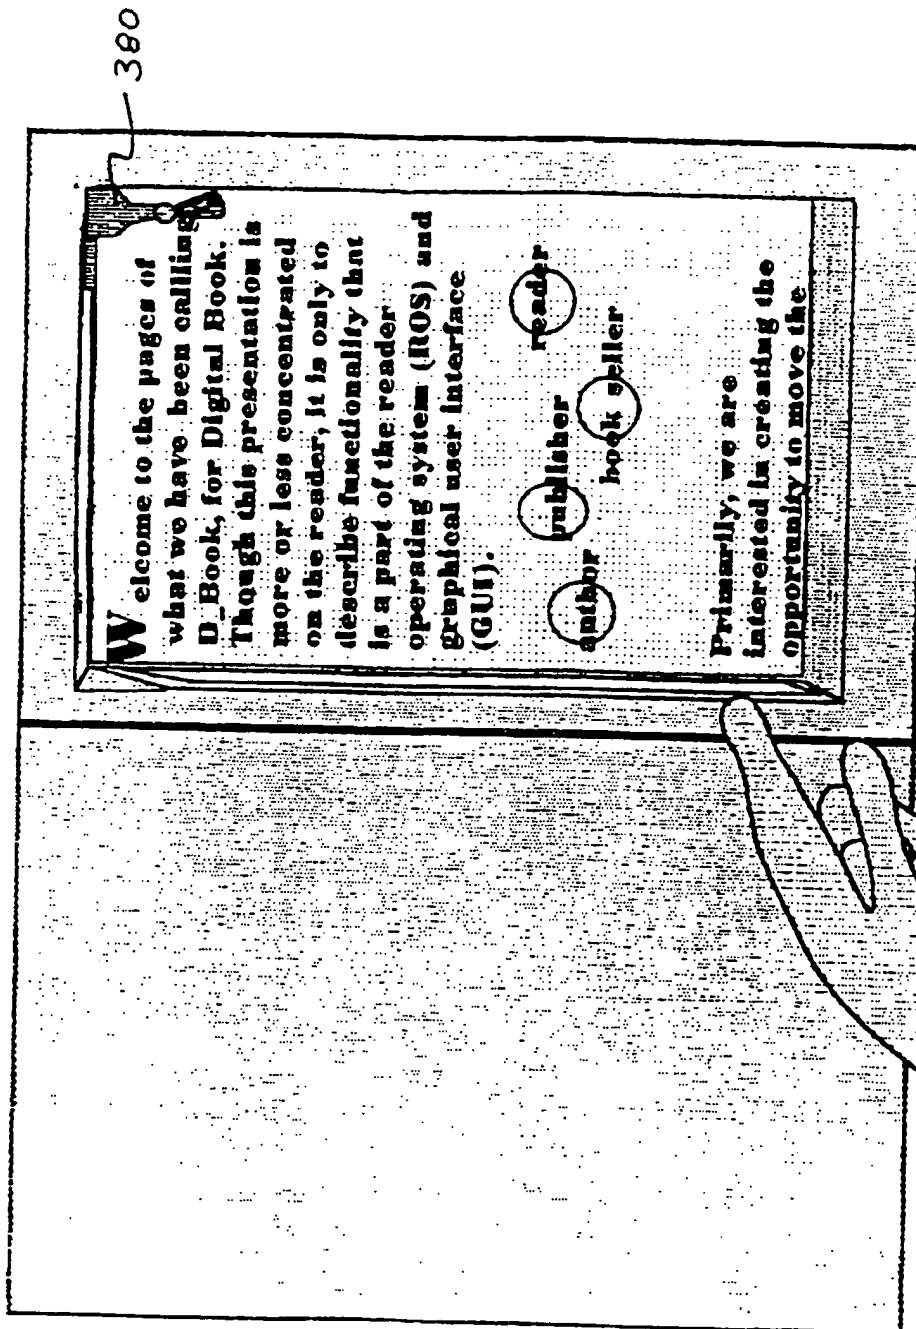 380
Welcome to the pages of
what we have been calling
D_Book, for Digital Book.
Though this presentation is
more or less concentrated
on the reader, it is only to
describe functionality that
is a part of the reader
operating system (ROS) and
graphical user interface
(GUI).
author publisher reader
book seller
Primarily, we are
interested in creating the
opportunity to move the